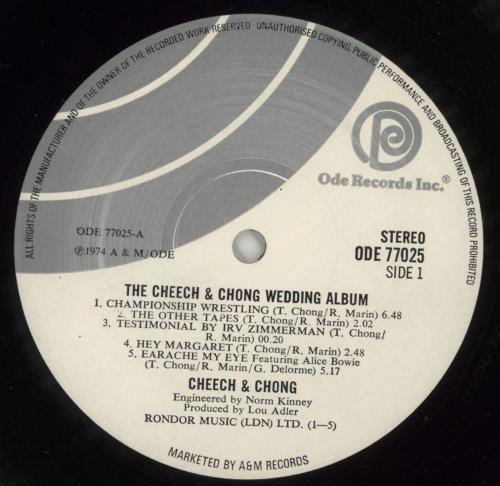 ALL RIGHTS OF THE MANUFACTURER AND OF THE OWNER OF THE RECORDED WORK RESERVED UNAUTHORISED COPYING, PUBLIC PERFORMANCE AND BROADCASTING OF THIS RECORD PROHIBITED
Ode Records Inc.®
ODE 77025-A
℗1974 A & M/ODE
STEREO
ODE 77025
SIDE 1
THE CHEECH & CHONG WEDDING ALBUM
1. CHAMPIONSHIP WRESTLING (T. Chong/R. Marin) 6.48
2. THE OTHER TAPES (T. Chong/R. Marin) 2.02
3. TESTIMONIAL BY IRV ZIMMERMAN (T. Chong/
R. Marin) 00.20
4. HEY MARGARET (T. Chong/R. Marin) 2.48
5. EARACHE MY EYE Featuring Alice Bowie
(T. Chong/R. Marin/G. Delorme) 5.17
CHEECH & CHONG
Engineered by Norm Kinney
Produced by Lou Adler
RONDOR MUSIC (LDN) LTD. (1—5)
MARKETED BY A&M RECORDS